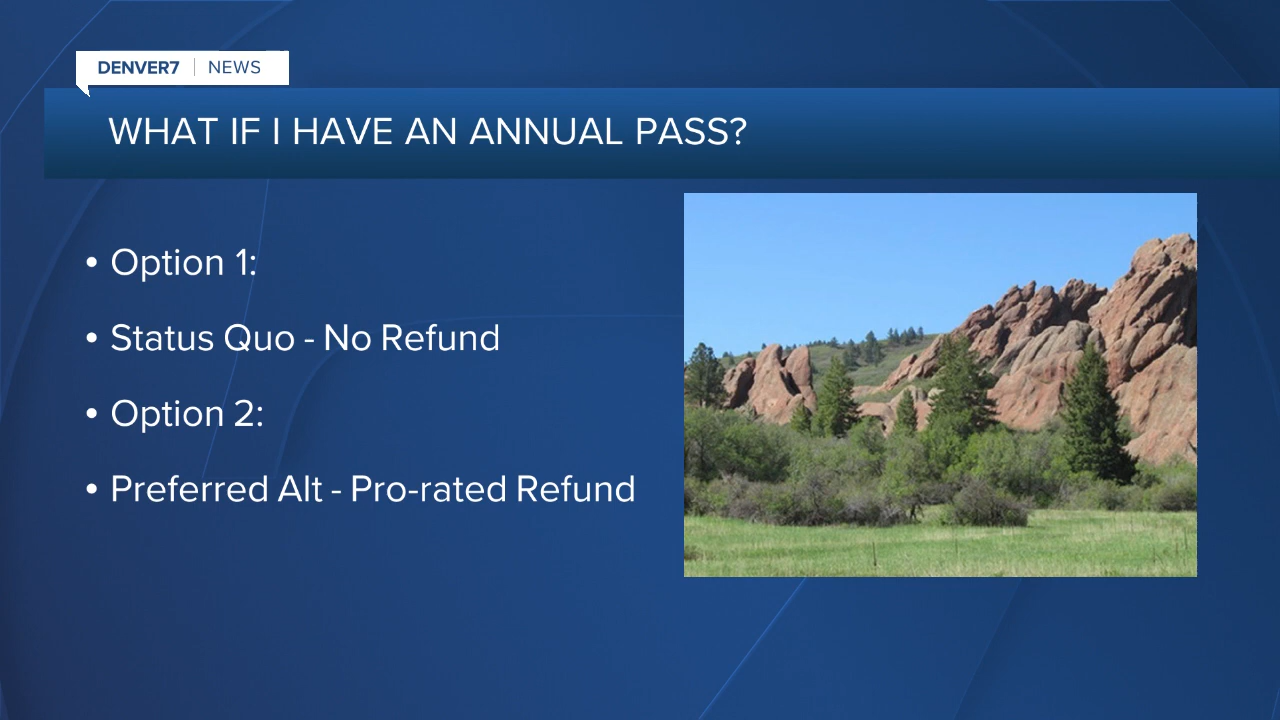 DENVER7 | NEWS
WHAT IF I HAVE AN ANNUAL PASS?
• Option 1:
• Status Quo - No Refund
• Option 2:
• Preferred Alt - Pro-rated Refund